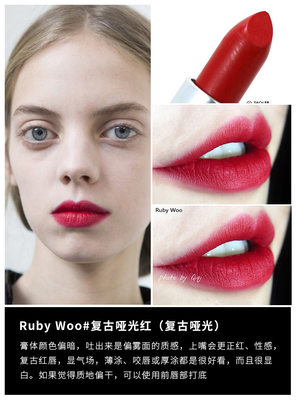 Ruby Woo
photo by
Ruby Woo#复古哑光红（复古哑光）
膏体颜色偏暗，吐出来是偏雾面的质感，上嘴会更正红、性感，
复古红唇，显气场，薄涂、咬唇或厚涂都是很好看，而且很显
白。如果觉得质地偏干，可以使用前唇部打底